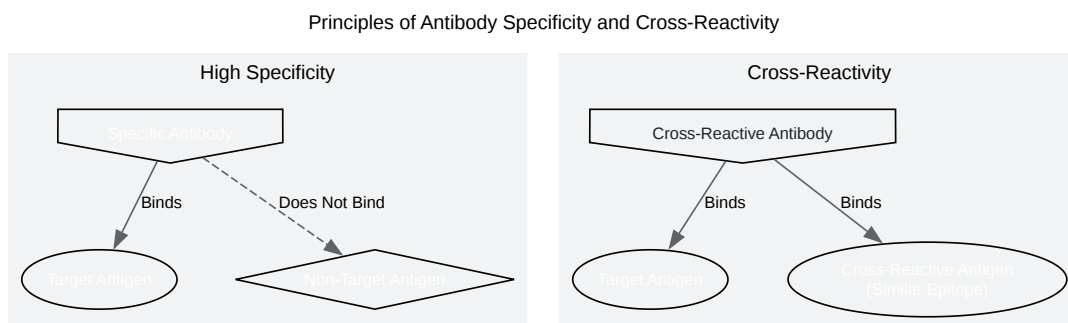 Principles of Antibody Specificity and Cross-Reactivity
High Specificity
Cross-Reactivity
Specific Antibody
Cross-Reactive Antibody
Binds
Does Not Bind
Binds
Binds
Target Antigen
Non-Target Antigen
Target Antigen
Cross-Reactive Antigen
(Similar Epitope)